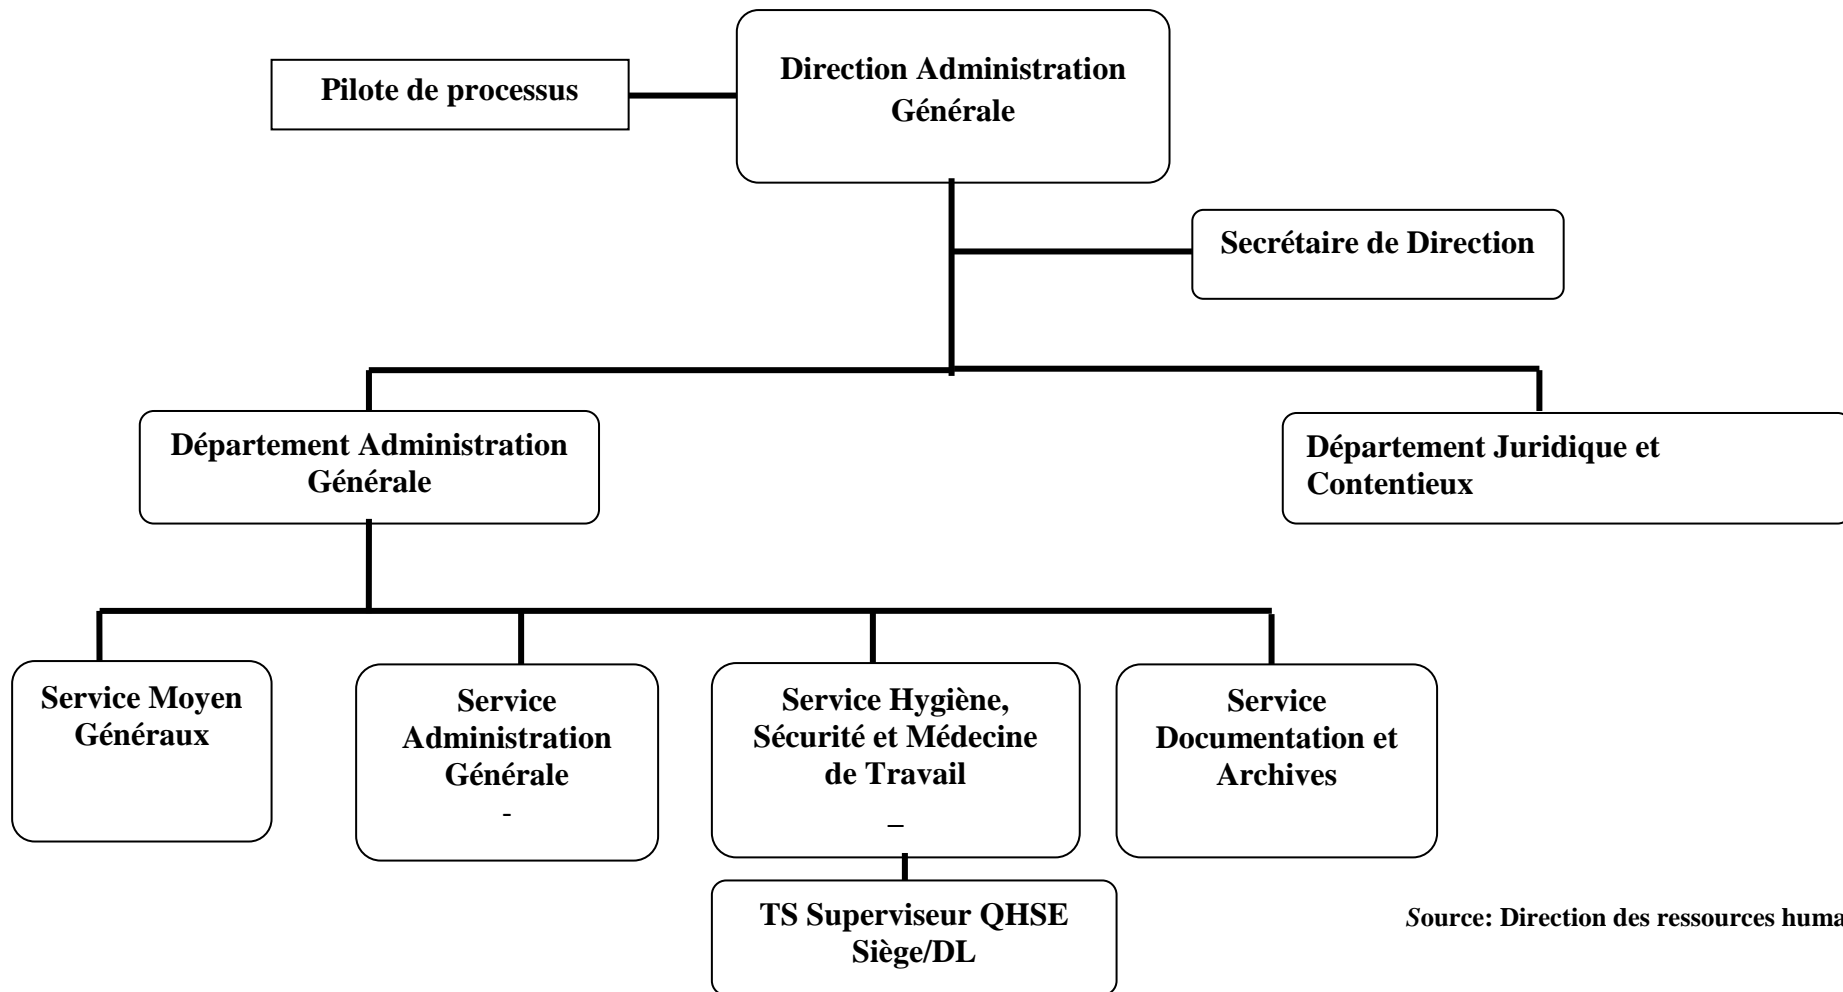 Direction Administration
Générale
Pilote de processus
Secrétaire de Direction
Département Administration
Générale
Département Juridique et
Contentieux
Service Moyen
Généraux
Service
Administration
Générale
-
Service Hygiène,
Sécurité et Médecine
de Travail
_
Service
Documentation et
Archives
TS Superviseur QHSE
Siège/DL
Source: Direction des ressources huma